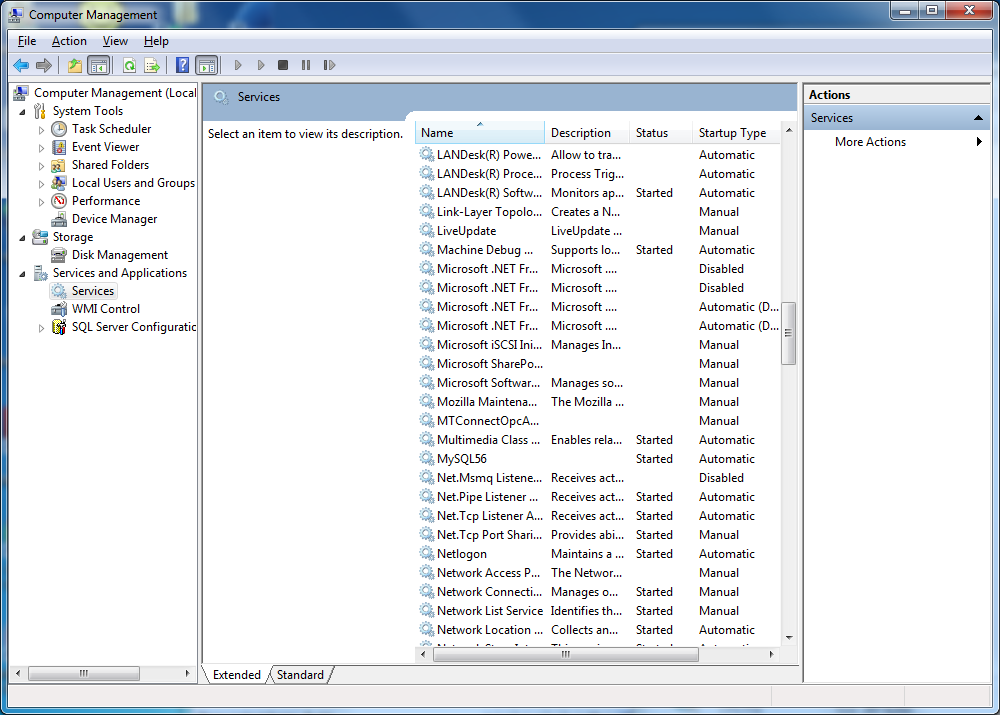 Computer Management
File Action View Help
Computer Management (Local
System Tools
Task Scheduler
Event Viewer
Shared Folders
Local Users and Groups
Performance
Device Manager
Storage
Disk Management
Services and Applications
Services
WMI Control
SQL Server Configuratic
Services
Select an item to view its description.
Name Description Status Startup Type
LANDesk(R) Powe... Allow to tra... Automatic
LANDesk(R) Proce... Process Trig... Automatic
LANDesk(R) Softw... Monitors ap... Started Automatic
Link-Layer Topolo... Creates a N... Manual
LiveUpdate LiveUpdate ... Manual
Machine Debug ... Supports lo... Started Automatic
Microsoft .NET Fr... Microsoft .... Disabled
Microsoft .NET Fr... Microsoft .... Disabled
Microsoft .NET Fr... Microsoft .... Automatic (D...
Microsoft .NET Fr... Microsoft .... Automatic (D...
Microsoft iSCSI Ini... Manages In... Manual
Microsoft SharePo... Manual
Microsoft Softwar... Manages so... Manual
Mozilla Maintena... The Mozilla ... Manual
MTConnectOpcA... Manual
Multimedia Class ... Enables rela... Started Automatic
MySQL56 Started Automatic
Net.Msmq Listene... Receives act... Disabled
Net.Pipe Listener ... Receives act... Started Automatic
Net.Tcp Listener A... Receives act... Started Automatic
Net.Tcp Port Shari... Provides abi... Started Manual
Netlogon Maintains a ... Started Automatic
Network Access P... The Networ... Manual
Network Connecti... Manages o... Started Manual
Network List Service Identifies th... Started Manual
Network Location ... Collects an... Started Automatic
Extended Standard
Actions
Services
More Actions